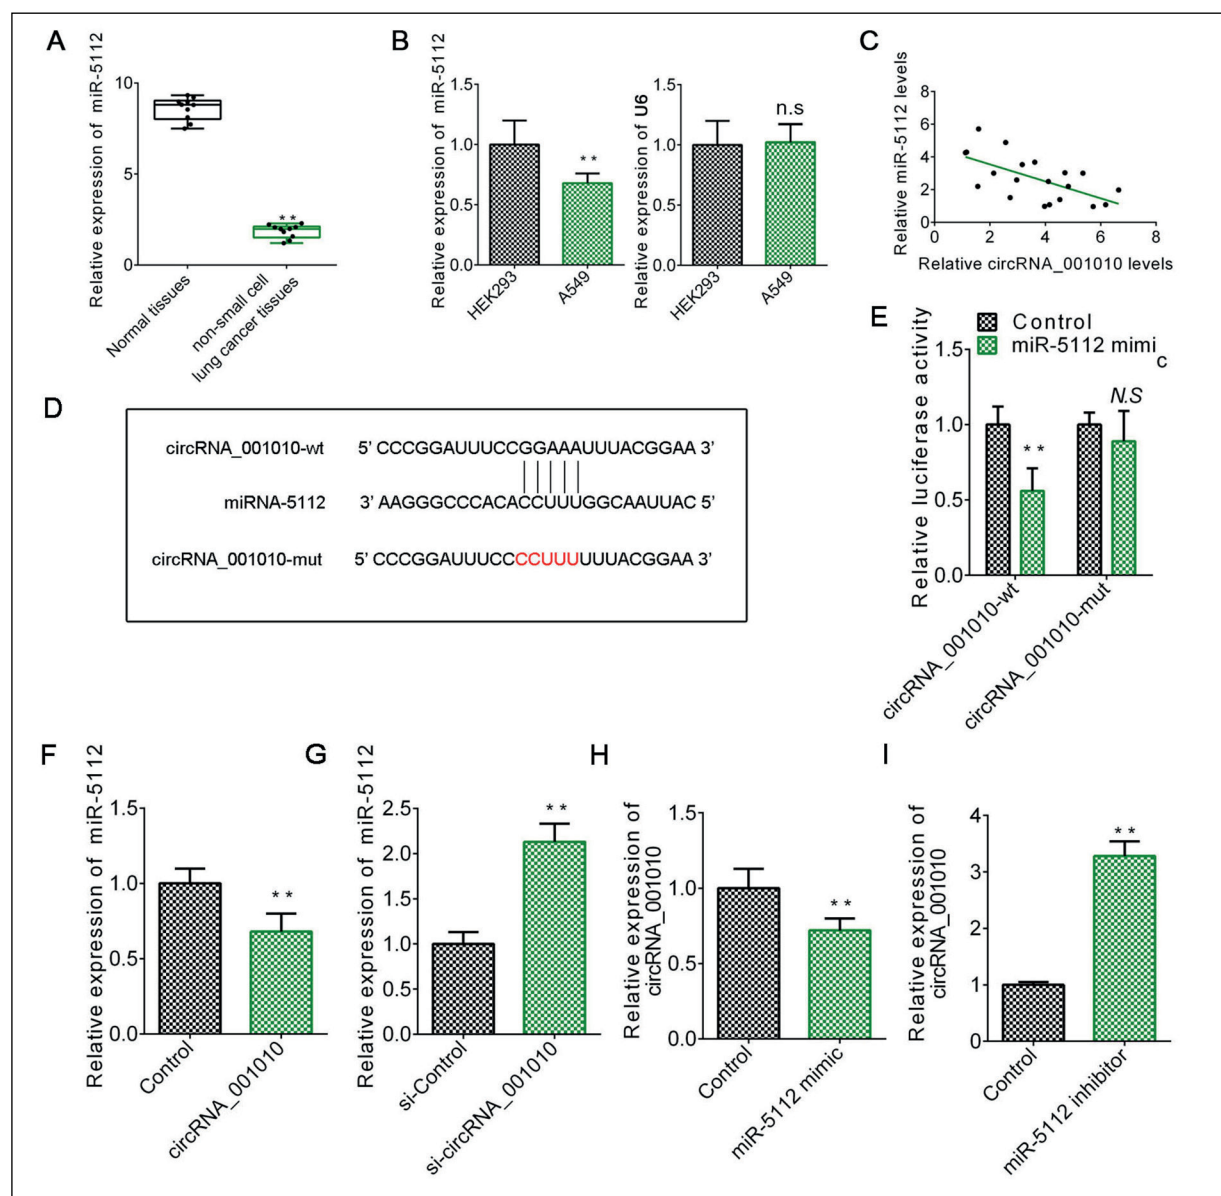 A
Relative expression of miR-5112
10
5
0
**
Normal tissues
non-small cell
lung cancer tissues
B
Relative expression of miR-5112
1.5
1.0
0.5
0.0
**
HEK293
A549
Relative expression of U6
1.5
1.0
0.5
0.0
n.s
HEK293
A549
C
Relative miR-5112 levels
8
6
4
2
0
0
2
4
6
8
Relative circRNA_001010 levels
D
circRNA_001010-wt 5' CCCGGAUUUCCGGAAAUUUACGGAA 3'
miRNA-5112 3' AAGGGCCCACACCUUUGGCAAUUAC 5'
circRNA_001010-mut 5' CCCGGAUUUCCCCUUUUUUACGGAA 3'
E
Control
miR-5112 mimi
c
Relative luciferase activity
1.5
1.0
0.5
0.0
**
N.S
circRNA_001010-wt
circRNA_001010-mut
F
Relative expression of miR-5112
1.5
1.0
0.5
0.0
**
Control
circRNA_001010
G
Relative expression of miR-5112
2.5
2.0
1.5
1.0
0.5
0.0
**
si-Control
si-circRNA_001010
H
Relative expression of
circRNA_001010
1.5
1.0
0.5
0.0
**
Control
miR-5112 mimic
I
Relative expression of
circRNA_001010
4
3
2
1
0
**
Control
miR-5112 inhibitor